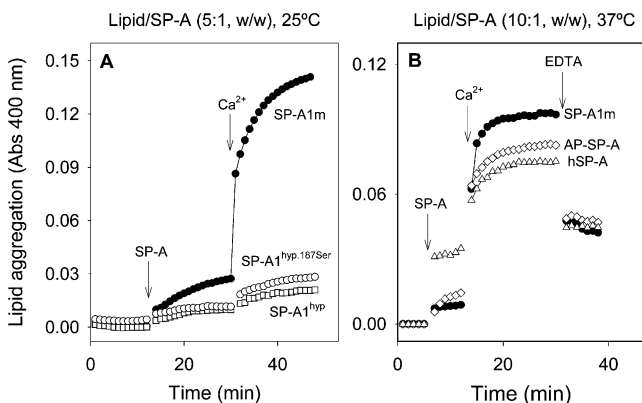 Lipid/SP-A (5:1, w/w), 25ºC
Lipid/SP-A (10:1, w/w), 37ºC
Lipid aggregation (Abs 400 nm)
0.15
0.12
0.09
0.06
0.03
0.00
A
SP-A
Ca²⁺
SP-A1m
SP-A1ʰʸᵖ·¹⁸⁷ˢᵉʳ
SP-A1ʰʸᵖ
0 20 40
Time (min)
0.12
0.06
0.00
B
SP-A
Ca²⁺
EDTA
SP-A1m
AP-SP-A
hSP-A
0 20 40
Time (min)